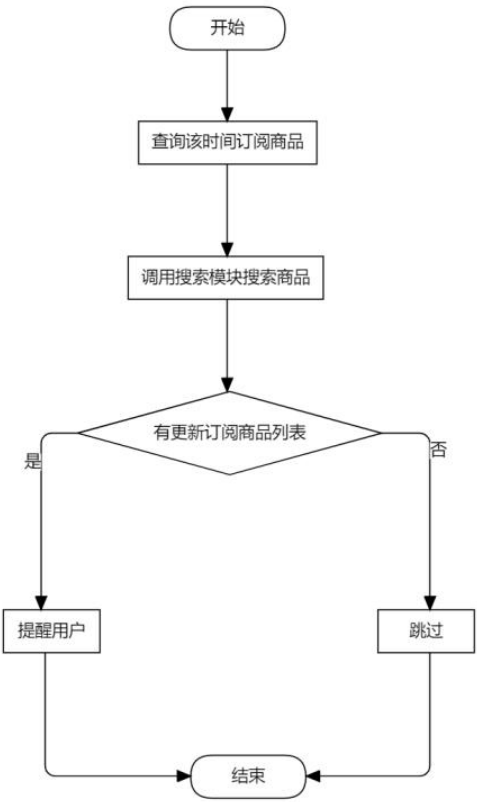 开始
查询该时间订阅商品
调用搜索模块搜索商品
有更新订阅商品列表
是
否
提醒用户
跳过
结束